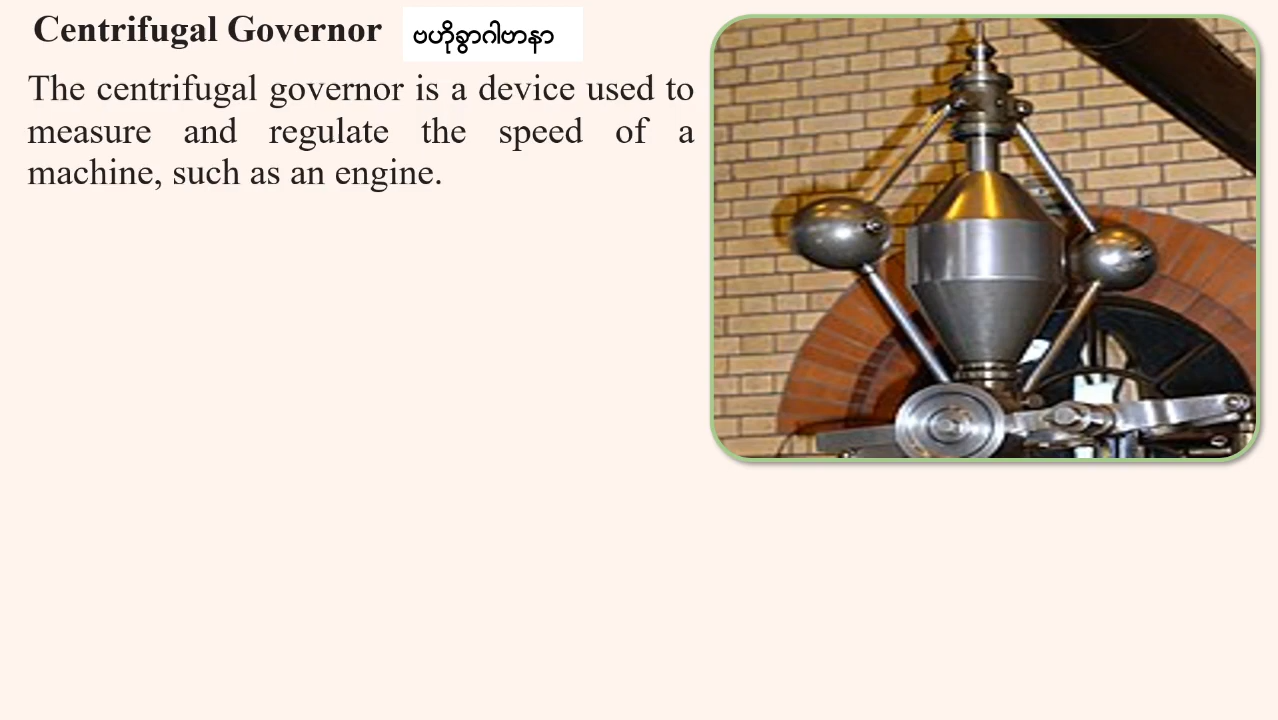 Centrifugal Governor ဗဟိုခွာဂါဗာနာ
The centrifugal governor is a device used to
measure and regulate the speed of a
machine, such as an engine.